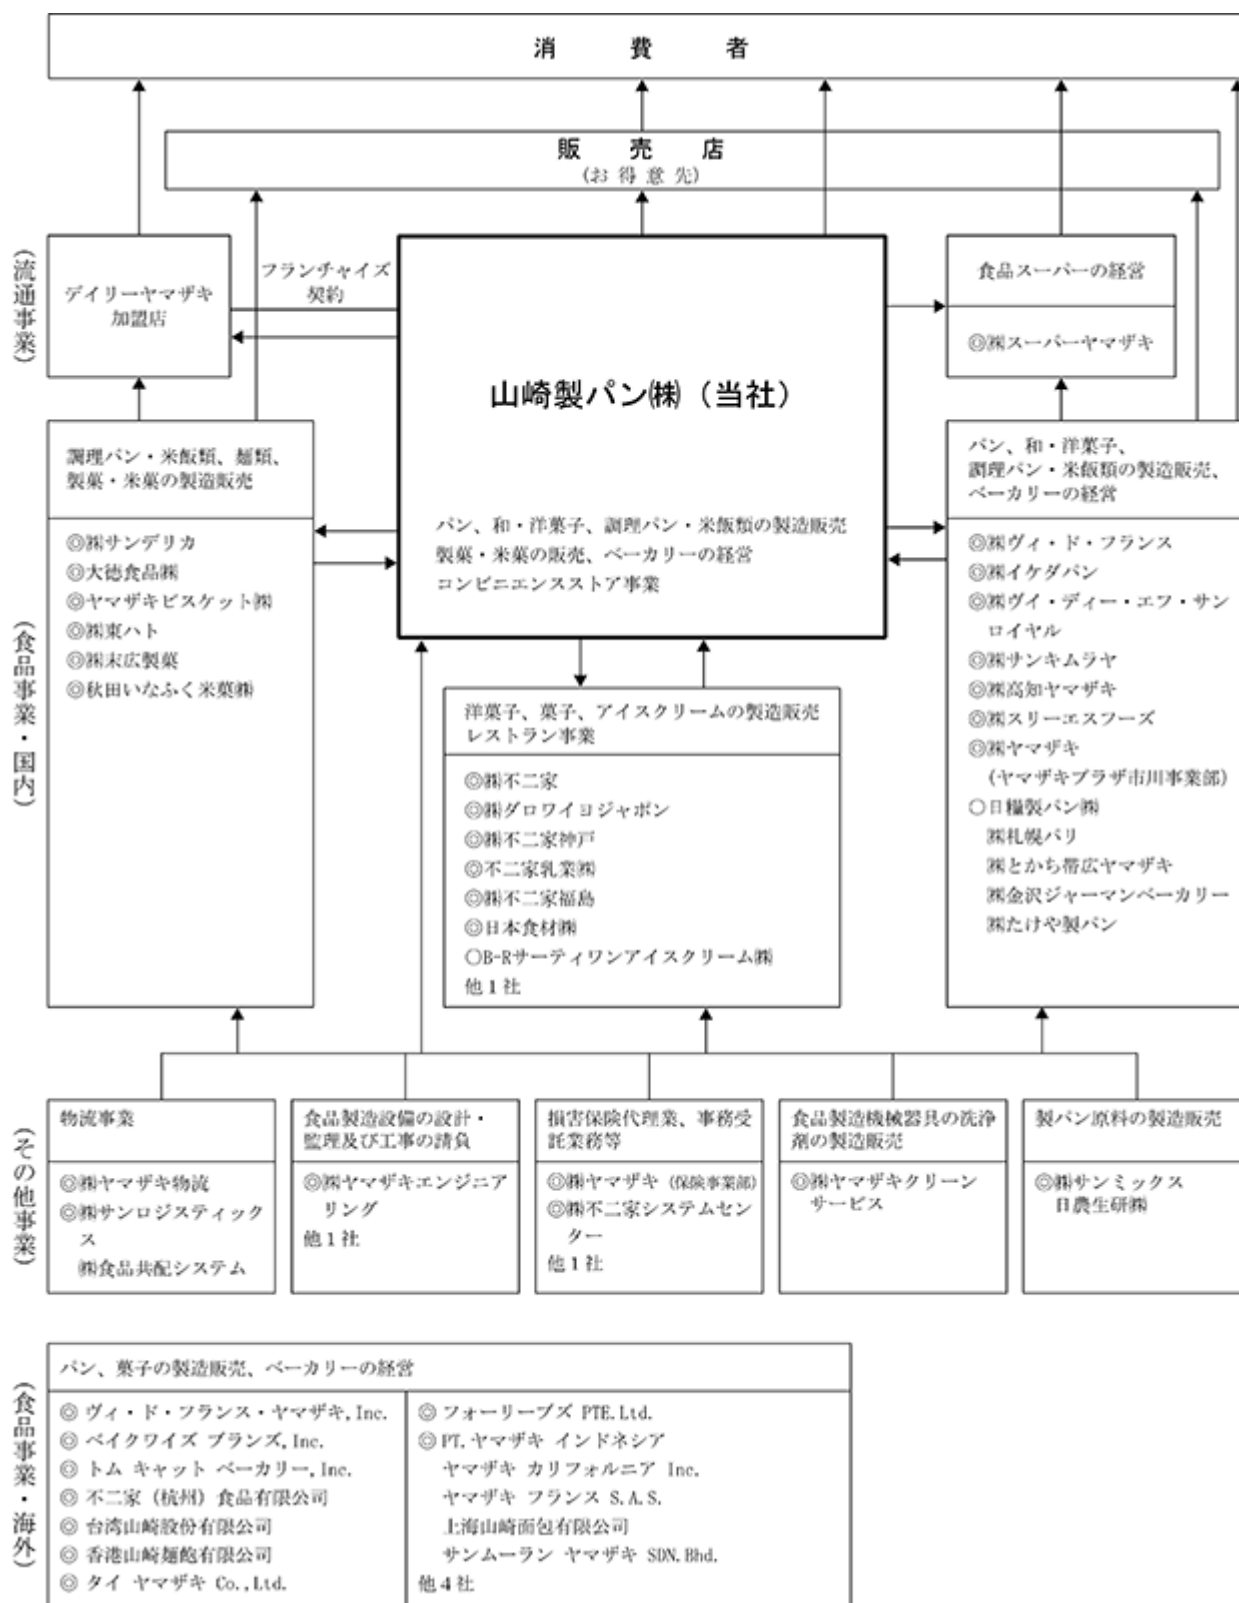 消費者
販売店
(お得意先)
(流通事業)
デイリーヤマザキ
加盟店
フランチャイズ
契約
食品スーパーの経営
◎㈱スーパーヤマザキ
山崎製パン㈱（当社）
パン、和・洋菓子、調理パン・米飯類の製造販売
製菓・米菓の販売、ベーカリーの経営
コンビニエンスストア事業
(食品事業・国内)
調理パン・米飯類、麺類、
製菓・米菓の製造販売
◎㈱サンデリカ
◎大徳食品㈱
◎ヤマザキビスケット㈱
◎㈱東ハト
◎㈱末広製菓
◎秋田いなふく米菓㈱
洋菓子、菓子、アイスクリームの製造販売
レストラン事業
◎㈱不二家
◎㈱ダロワイヨジャポン
◎㈱不二家神戸
◎不二家乳業㈱
◎㈱不二家福島
◎日本食材㈱
○B-Rサーティワンアイスクリーム㈱
他１社
パン、和・洋菓子、
調理パン・米飯類の製造販売、
ベーカリーの経営
◎㈱ヴィ・ド・フランス
◎㈱イケダパン
◎㈱ヴイ・ディー・エフ・サン
ロイヤル
◎㈱サンキムラヤ
◎㈱高知ヤマザキ
◎㈱スリーエスフーズ
◎㈱ヤマザキ
(ヤマザキプラザ市川事業部)
○日糧製パン㈱
㈱札幌パリ
㈱とかち帯広ヤマザキ
㈱金沢ジャーマンベーカリー
㈱たけや製パン
(その他事業)
物流事業
◎㈱ヤマザキ物流
◎㈱サンロジスティック
ス
㈱食品共配システム
食品製造設備の設計・
監理及び工事の請負
◎㈱ヤマザキエンジニア
リング
他１社
損害保険代理業、事務受
託業務等
◎㈱ヤマザキ (保険事業部)
◎㈱不二家システムセン
ター
他１社
食品製造機械器具の洗浄
剤の製造販売
◎㈱ヤマザキクリーン
サービス
製パン原料の製造販売
◎㈱サンミックス
日農生研㈱
(食品事業・海外)
パン、菓子の製造販売、ベーカリーの経営
◎ ヴィ・ド・フランス・ヤマザキ,Inc.
◎ ベイクワイズ ブランズ,Inc.
◎ トム キャット ベーカリー,Inc.
◎ 不二家（杭州）食品有限公司
◎ 台湾山崎股份有限公司
◎ 香港山崎麺飽有限公司
◎ タイ ヤマザキ Co.,Ltd.
◎ フォーリーブズ PTE.Ltd.
◎ PT.ヤマザキ インドネシア
ヤマザキ カリフォルニア Inc.
ヤマザキ フランス S.A.S.
上海山崎面包有限公司
サンムーラン ヤマザキ SDN.Bhd.
他４社